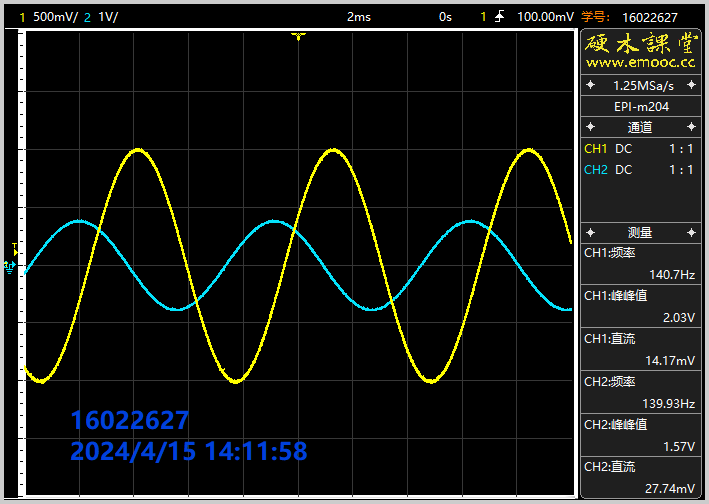 1 500mV/ 2 1V/ 2ms 0s 1 100.00mV 学号: 16022627
硬木課堂
www.emooc.cc
1.25MSa/s
EPI-m204
通道
CH1 DC 1 : 1
CH2 DC 1 : 1
测量
CH1:频率
140.7Hz
CH1:峰峰值
2.03V
CH1:直流
14.17mV
CH2:频率
139.93Hz
CH2:峰峰值
1.57V
CH2:直流
27.74mV
T
16022627
2024/4/15 14:11:58